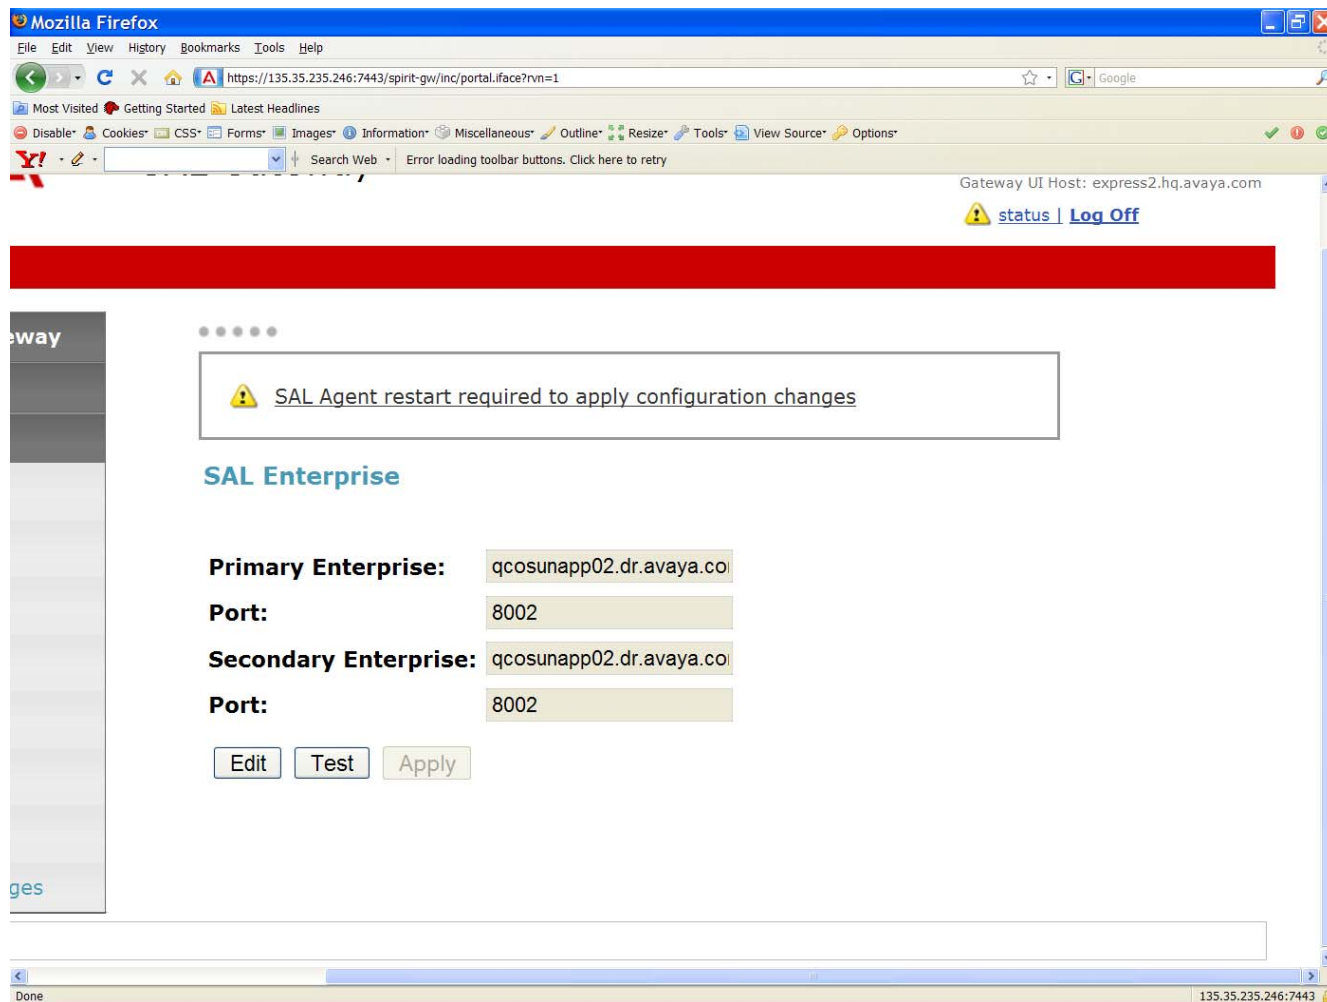 Mozilla Firefox
File Edit View History Bookmarks Tools Help
https://135.35.235.246:7443/spirit-gw/inc/portal.iface?rvn=1 G Google
Most Visited Getting Started Latest Headlines
Disable Cookies CSS Forms Images Information Miscellaneous Outline Resize Tools View Source Options
Y! Search Web Error loading toolbar buttons. Click here to retry
Gateway UI Host: express2.hq.avaya.com
status | Log Off
eway
SAL Agent restart required to apply configuration changes
SAL Enterprise
Primary Enterprise: qcosunapp02.dr.avaya.co
Port: 8002
Secondary Enterprise: qcosunapp02.dr.avaya.co
Port: 8002
Edit Test Apply
ges
Done 135.35.235.246:7443